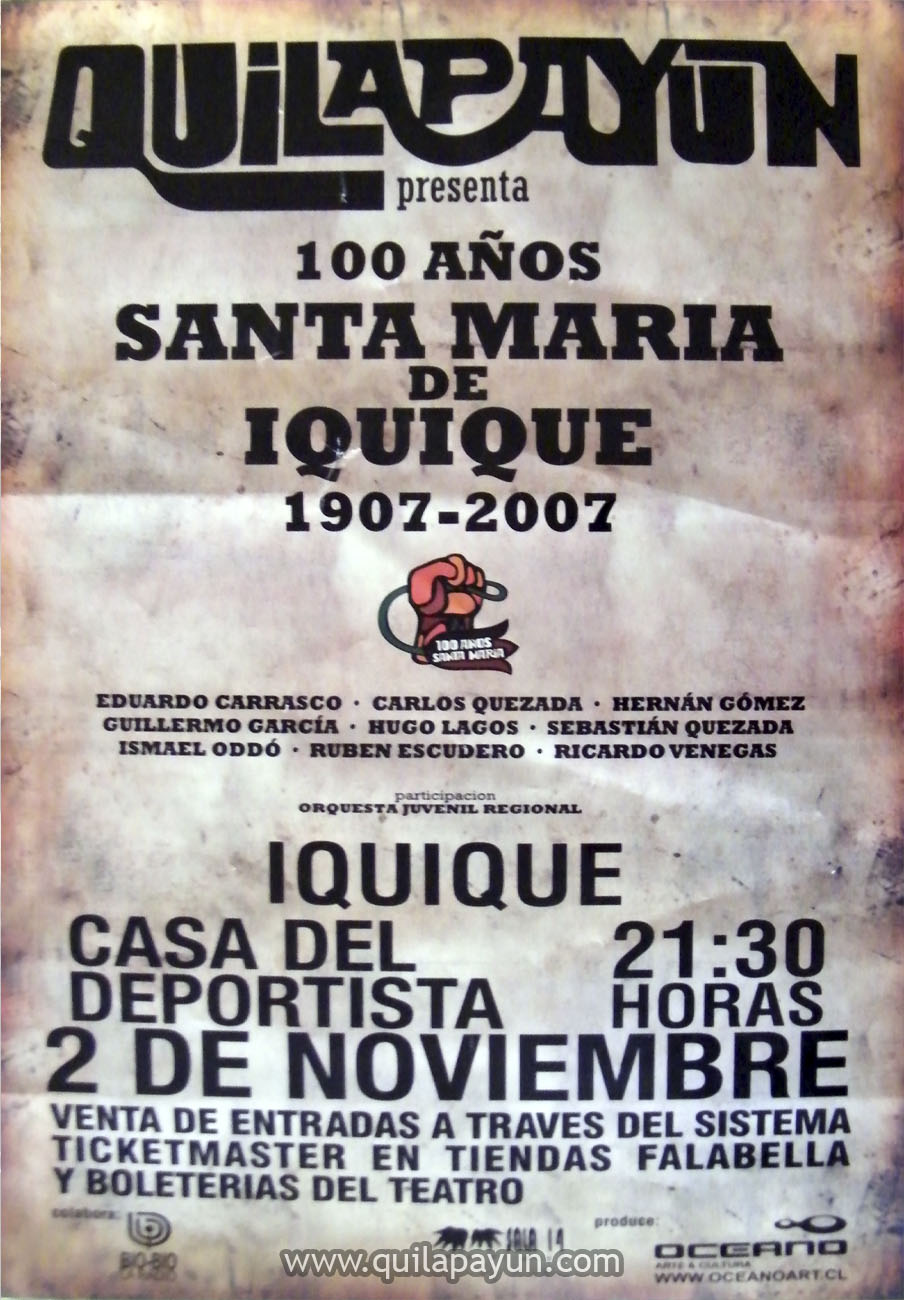 QUILAPAYUN
presenta
100 AÑOS
SANTA MARIA
DE
IQUIQUE
1907-2007
100 AÑOS
SANTA MARIA
EDUARDO CARRASCO · CARLOS QUEZADA · HERNÁN GÓMEZ
GUILLERMO GARCÍA · HUGO LAGOS · SEBASTIÁN QUEZADA
ISMAEL ODDÓ · RUBEN ESCUDERO · RICARDO VENEGAS
participacion
ORQUESTA JUVENIL REGIONAL
IQUIQUE
CASA DEL
DEPORTISTA
21:30
HORAS
2 DE NOVIEMBRE
VENTA DE ENTRADAS A TRAVES DEL SISTEMA
TICKETMASTER EN TIENDAS FALABELLA
Y BOLETERIAS DEL TEATRO
colabora:
BIO-BIO
LA RADIO
SALA 14
produce:
OCEANO
ARTE & CULTURA
WWW.OCEANOART.CL
www.quilapayun.com